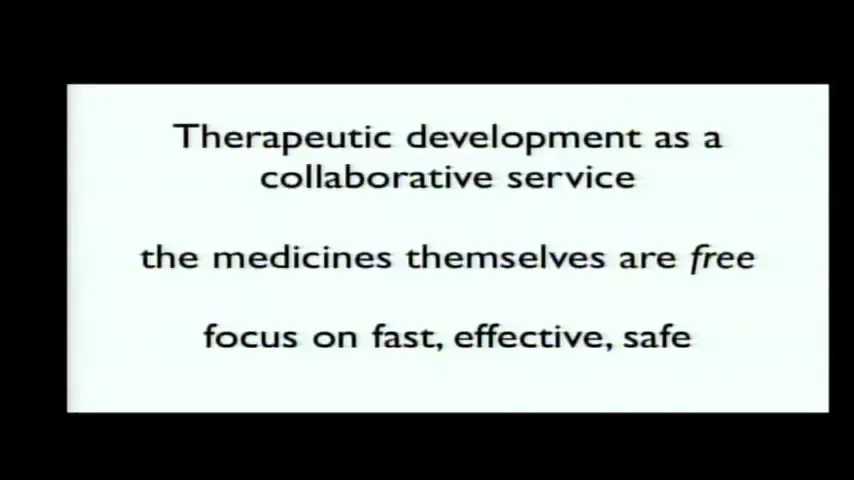 Therapeutic development as a
collaborative service
the medicines themselves are free
focus on fast, effective, safe